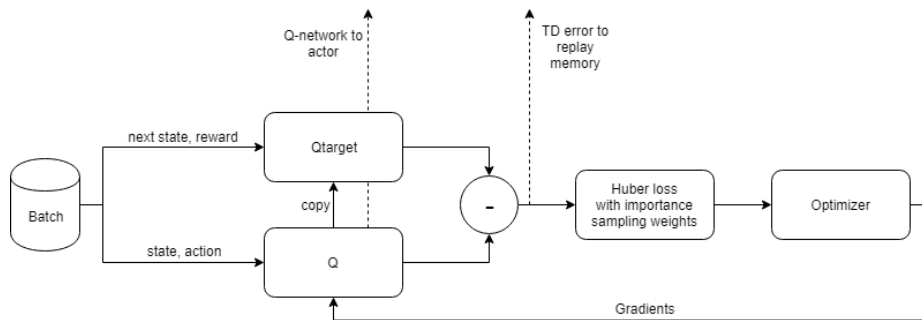 Q-network to
actor
TD error to
replay
memory
next state, reward
Qtarget
Batch
copy
-
Huber loss
with importance
sampling weights
Optimizer
state, action
Q
Gradients